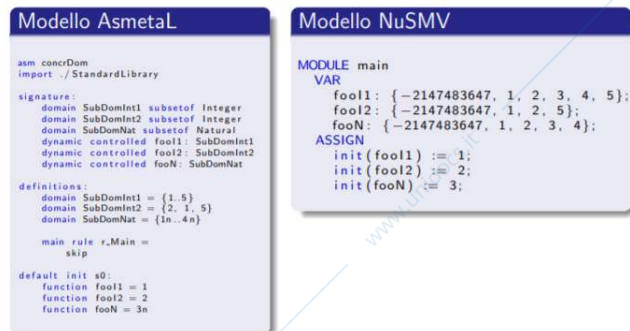 Modello AsmetaL
asm concrDom
import ./StandardLibrary
signature:
domain SubDomInt1 subsetof Integer
domain SubDomInt2 subsetof Integer
domain SubDomNat subsetof Natural
dynamic controlled fooI1: SubDomInt1
dynamic controlled fooI2: SubDomInt2
dynamic controlled fooN: SubDomNat
definitions:
domain SubDomInt1 = {1..5}
domain SubDomInt2 = {2, 1, 5}
domain SubDomNat = {1n..4n}
main rule r_Main =
skip
default init s0:
function fooI1 = 1
function fooI2 = 2
function fooN = 3n
Modello NuSMV
MODULE main
VAR
fooI1: {-2147483647, 1, 2, 3, 4, 5};
fooI2: {-2147483647, 1, 2, 5};
fooN: {-2147483647, 1, 2, 3, 4};
ASSIGN
init(fooI1) := 1;
init(fooI2) := 2;
init(fooN) := 3;
www.unidocs.it